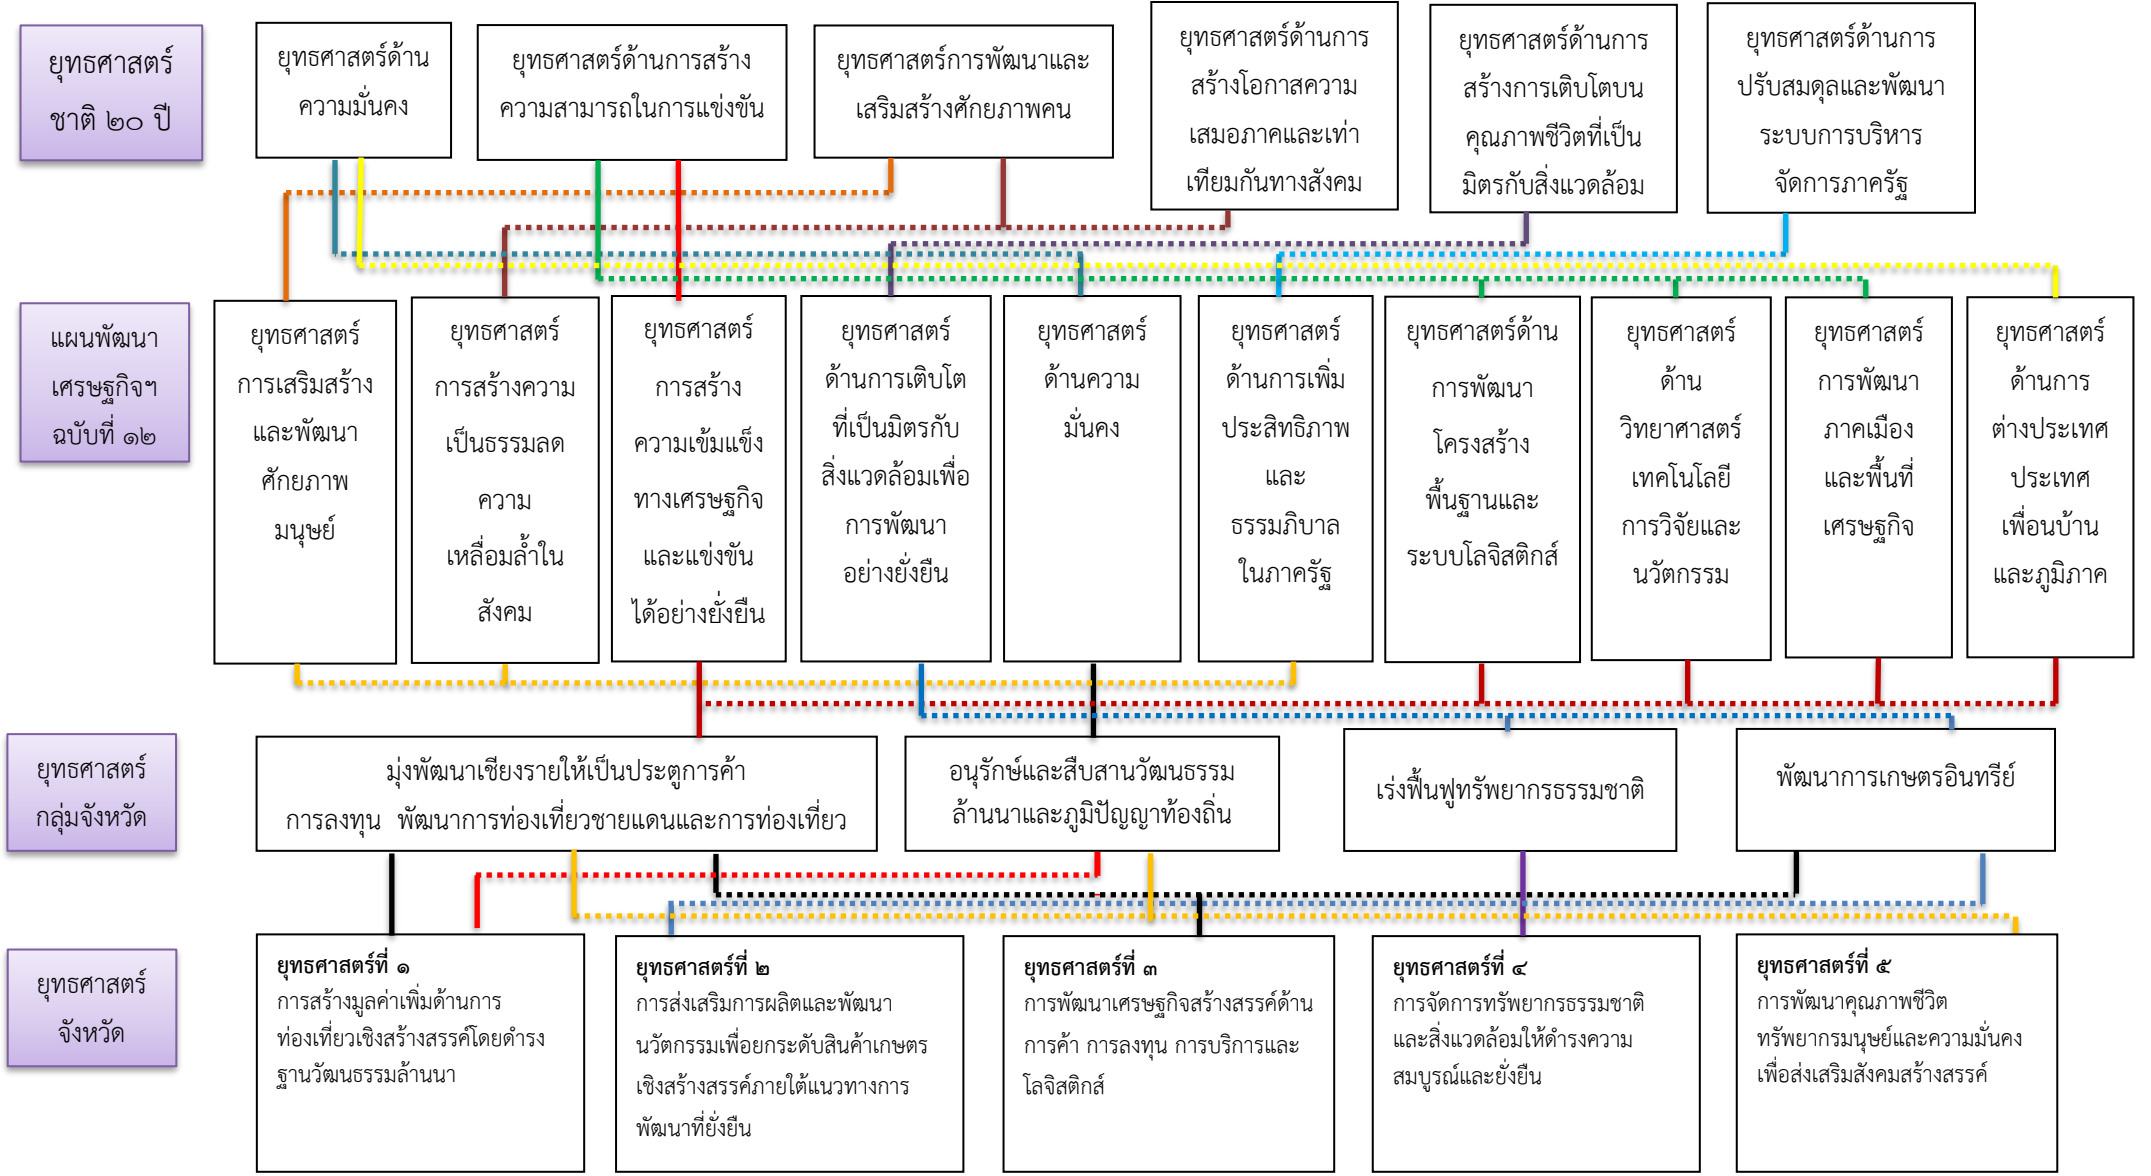 ยุทธศาสตร์
ชาติ ๒๐ ปี
ยุทธศาสตร์ด้าน
ความมั่นคง
ยุทธศาสตร์ด้านการสร้าง
ความสามารถในการแข่งขัน
ยุทธศาสตร์การพัฒนาและ
เสริมสร้างศักยภาพคน
ยุทธศาสตร์ด้านการ
สร้างโอกาสความ
เสมอภาคและเท่า
เทียมกันทางสังคม
ยุทธศาสตร์ด้านการ
สร้างการเติบโตบน
คุณภาพชีวิตที่เป็น
มิตรกับสิ่งแวดล้อม
ยุทธศาสตร์ด้านการ
ปรับสมดุลและพัฒนา
ระบบการบริหาร
จัดการภาครัฐ
แผนพัฒนา
เศรษฐกิจฯ
ฉบับที่ ๑๒
ยุทธศาสตร์
การเสริมสร้าง
และพัฒนา
ศักยภาพ
มนุษย์
ยุทธศาสตร์
การสร้างความ
เป็นธรรมลด
ความ
เหลื่อมล้ำใน
สังคม
ยุทธศาสตร์
การสร้าง
ความเข้มแข็ง
ทางเศรษฐกิจ
และแข่งขัน
ได้อย่างยั่งยืน
ยุทธศาสตร์
ด้านการเติบโต
ที่เป็นมิตรกับ
สิ่งแวดล้อมเพื่อ
การพัฒนา
อย่างยั่งยืน
ยุทธศาสตร์
ด้านความ
มั่นคง
ยุทธศาสตร์
ด้านการเพิ่ม
ประสิทธิภาพ
และ
ธรรมภิบาล
ในภาครัฐ
ยุทธศาสตร์ด้าน
การพัฒนา
โครงสร้าง
พื้นฐานและ
ระบบโลจิสติกส์
ยุทธศาสตร์
ด้าน
วิทยาศาสตร์
เทคโนโลยี
การวิจัยและ
นวัตกรรม
ยุทธศาสตร์
การพัฒนา
ภาคเมือง
และพื้นที่
เศรษฐกิจ
ยุทธศาสตร์
ด้านการ
ต่างประเทศ
ประเทศ
เพื่อนบ้าน
และภูมิภาค
ยุทธศาสตร์
กลุ่มจังหวัด
มุ่งพัฒนาเชียงรายให้เป็นประตูการค้า
การลงทุน พัฒนาการท่องเที่ยวชายแดนและการท่องเที่ยว
อนุรักษ์และสืบสานวัฒนธรรม
ล้านนาและภูมิปัญญาท้องถิ่น
เร่งฟื้นฟูทรัพยากรธรรมชาติ
พัฒนาการเกษตรอินทรีย์
ยุทธศาสตร์
จังหวัด
ยุทธศาสตร์ที่ ๑
การสร้างมูลค่าเพิ่มด้านการ
ท่องเที่ยวเชิงสร้างสรรค์โดยดำรง
ฐานวัฒนธรรมล้านนา
ยุทธศาสตร์ที่ ๒
การส่งเสริมการผลิตและพัฒนา
นวัตกรรมเพื่อยกระดับสินค้าเกษตร
เชิงสร้างสรรค์ภายใต้แนวทางการ
พัฒนาที่ยั่งยืน
ยุทธศาสตร์ที่ ๓
การพัฒนาเศรษฐกิจสร้างสรรค์ด้าน
การค้า การลงทุน การบริการและ
โลจิสติกส์
ยุทธศาสตร์ที่ ๔
การจัดการทรัพยากรธรรมชาติ
และสิ่งแวดล้อมให้ดำรงความ
สมบูรณ์และยั่งยืน
ยุทธศาสตร์ที่ ๕
การพัฒนาคุณภาพชีวิต
ทรัพยากรมนุษย์และความมั่นคง
เพื่อส่งเสริมสังคมสร้างสรรค์